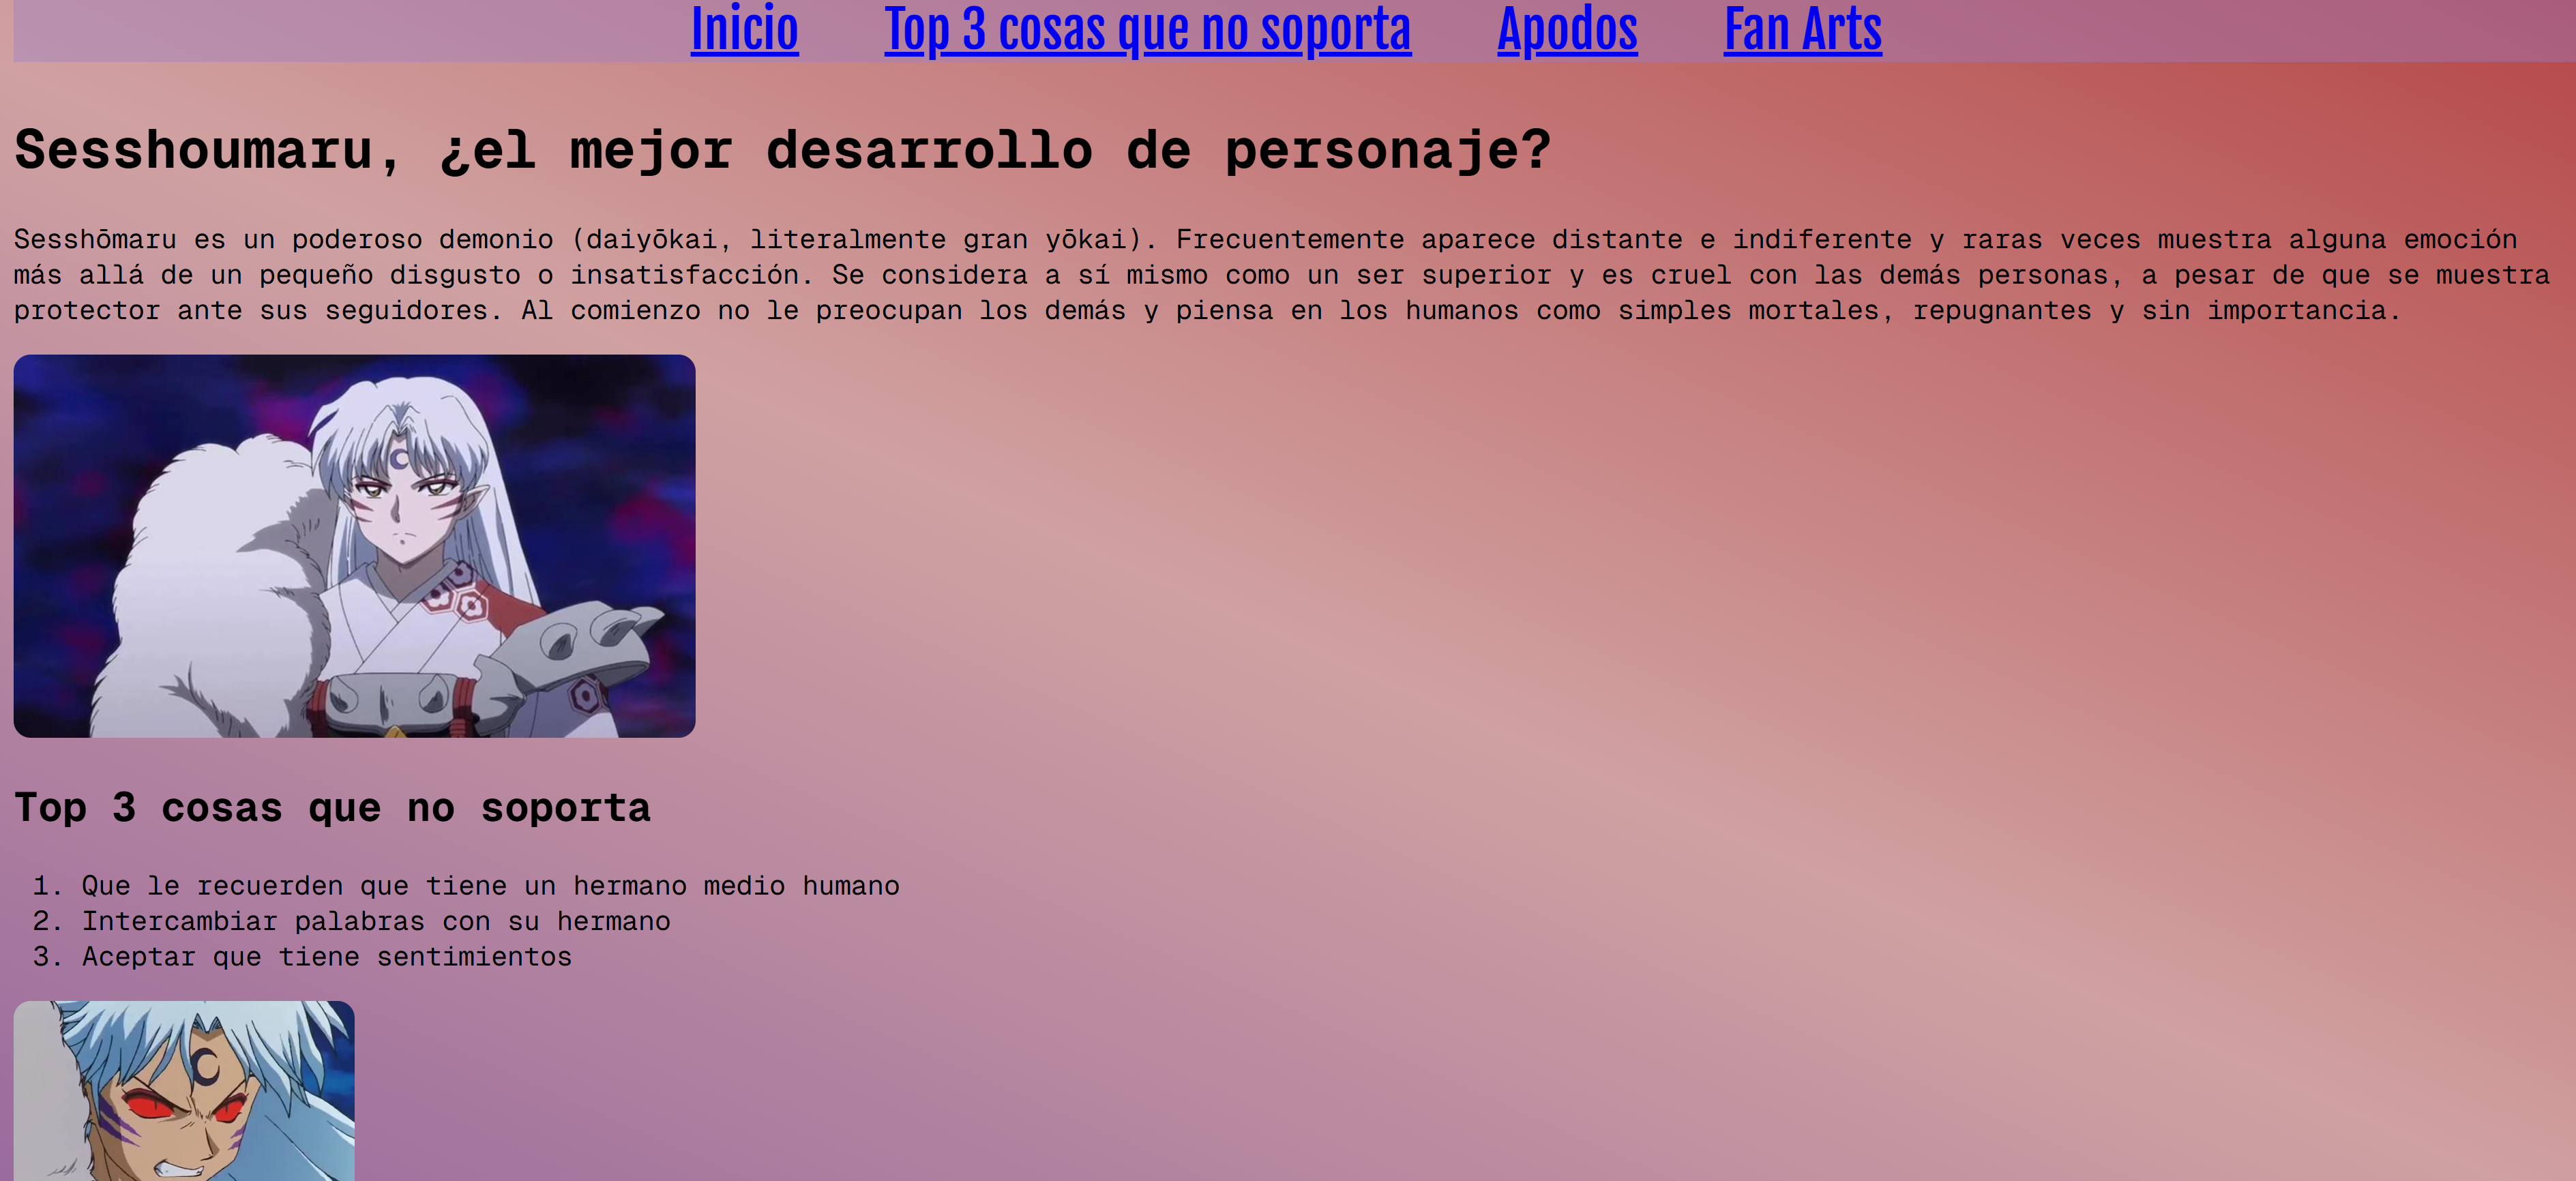 Inicio Top 3 cosas que no soporta Apodos Fan Arts
Sesshoumaru, ¿el mejor desarrollo de personaje?
Sesshōmaru es un poderoso demonio (daiyōkai, literalmente gran yōkai). Frecuentemente aparece distante e indiferente y raras veces muestra alguna emoción
más allá de un pequeño disgusto o insatisfacción. Se considera a sí mismo como un ser superior y es cruel con las demás personas, a pesar de que se muestra
protector ante sus seguidores. Al comienzo no le preocupan los demás y piensa en los humanos como simples mortales, repugnantes y sin importancia.
Top 3 cosas que no soporta
1. Que le recuerden que tiene un hermano medio humano
2. Intercambiar palabras con su hermano
3. Aceptar que tiene sentimientos